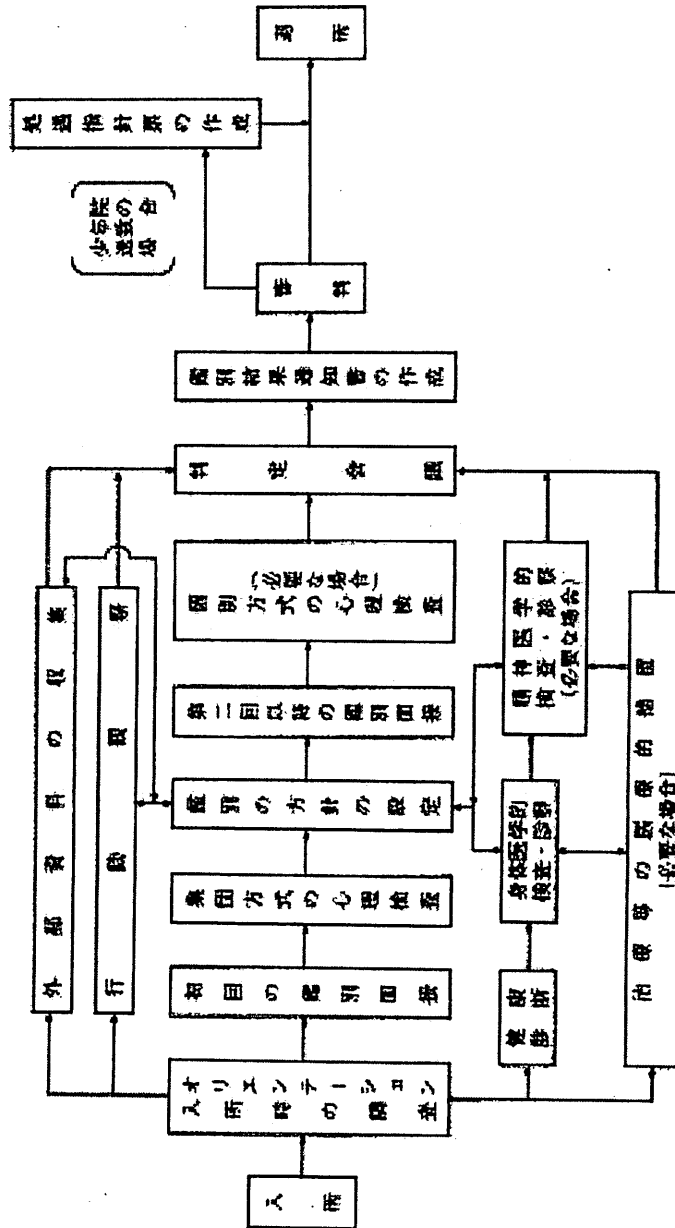 入所
オリエンテーション
入所時の調査
外部資料の収集
行動観察
初回の鑑別面接
集団方式の心理検査
鑑別の方針の設定
第二回以降の鑑別面接
個別方式の心理検査
(必要な場合)
健康
診断
身体医学的
検査・診察
精神医学的
検査・診察
(必要な場合)
治療等の医療的措置
(必要な場合)
判定会議
鑑別結果通知書の作成
審判
少年院
送致の
場合
処遇指針票の作成